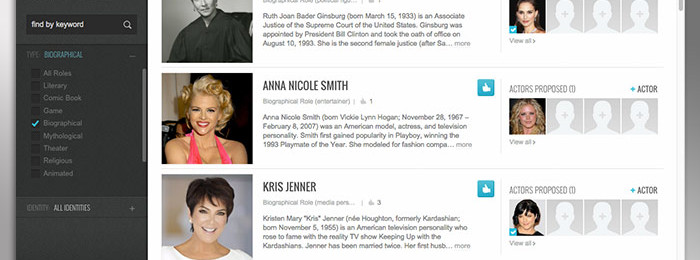 find by keyword
TYPE: BIOGRAPHICAL
All Roles
Literary
Comic Book
Game
Biographical
Mythological
Theater
Religious
Animated
IDENTITY: ALL IDENTITIES
Ruth Joan Bader Ginsburg (born March 15, 1933) is an Associate
Justice of the Supreme Court of the United States. Ginsburg was
appointed by President Bill Clinton and took the oath of office on
August 10, 1993. She is the second female justice (after Sa... more
View all
ANNA NICOLE SMITH
Biographical Role (entertainer) | 1
Anna Nicole Smith (born Vickie Lynn Hogan; November 28, 1967 –
February 8, 2007) was an American model, actress, and television
personality. Smith first gained popularity in Playboy, winning the
1993 Playmate of the Year. She modeled for fashion compa... more
ACTORS PROPOSED (1)
+ ACTOR
View all
KRIS JENNER
Biographical Role (media pers... | 3
Kristen Mary "Kris" Jenner (née Houghton, formerly Kardashian;
born November 5, 1955) is an American television personality who
rose to fame with the reality TV show Keeping Up with the
Kardashians. Jenner has been married twice. Her first husb... more
ACTORS PROPOSED (1)
+ ACTOR
View all